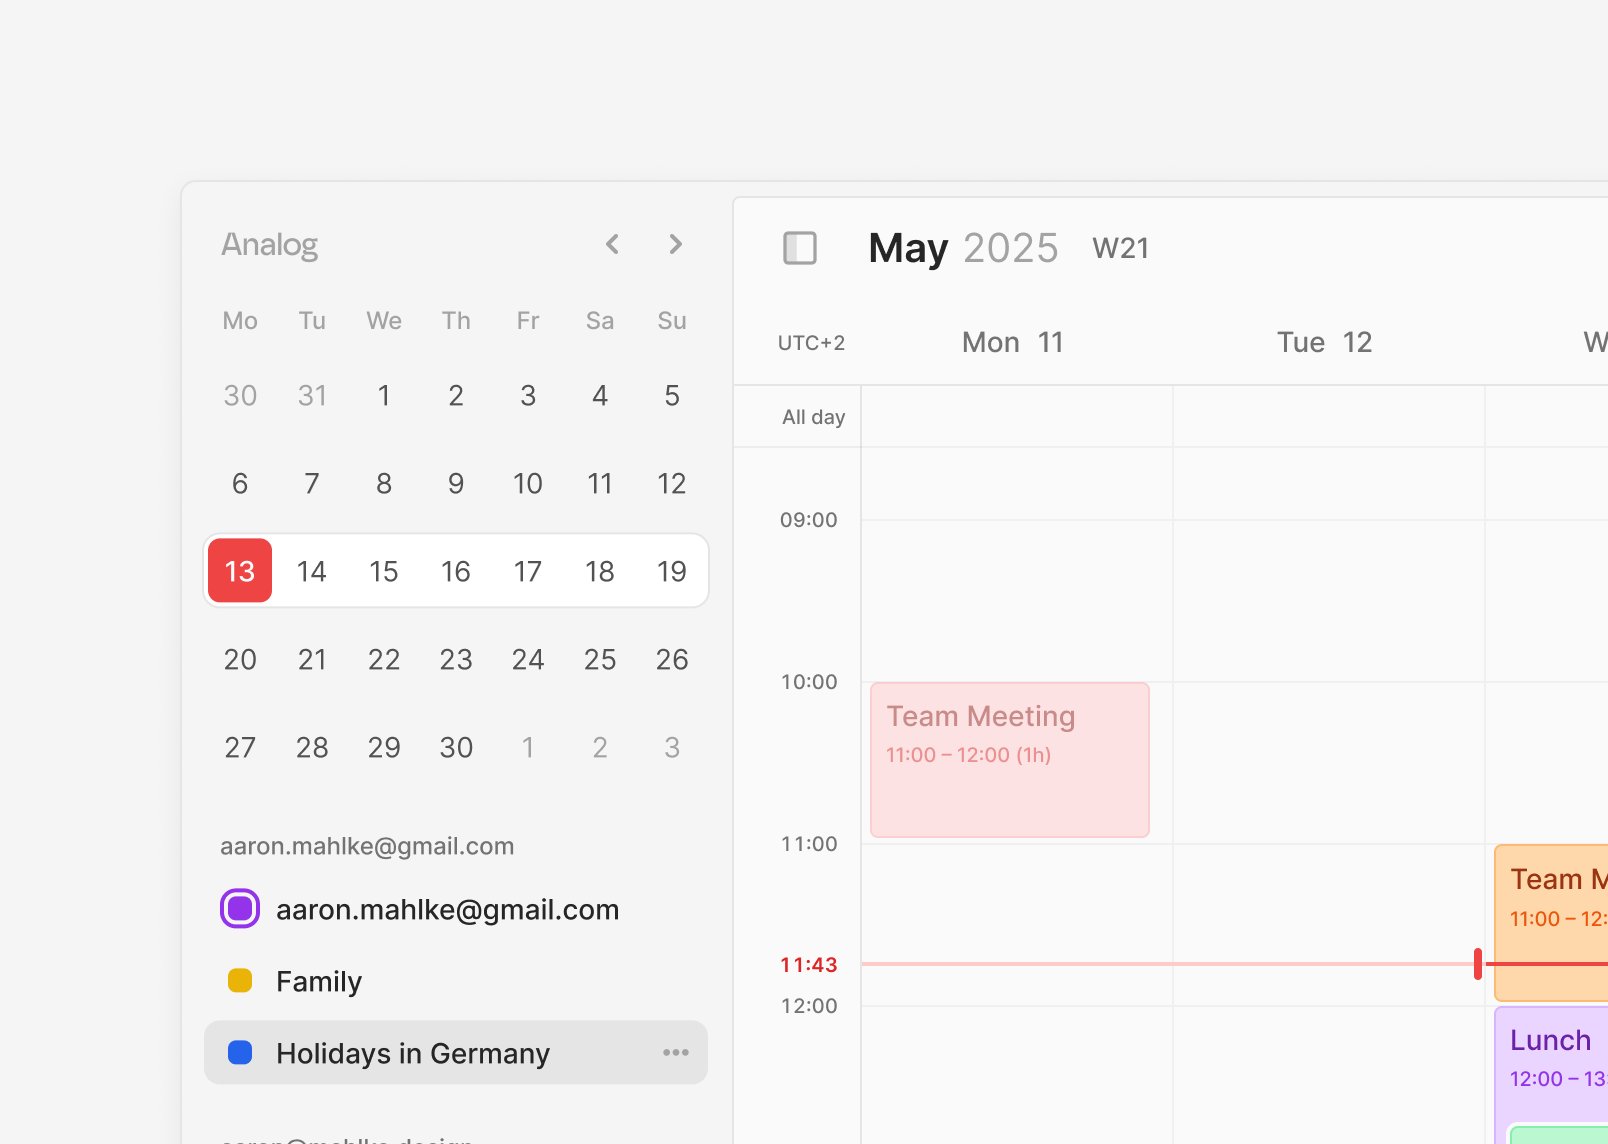 Analog
Mo Tu We Th Fr Sa Su
30 31 1 2 3 4 5
6 7 8 9 10 11 12
13 14 15 16 17 18 19
20 21 22 23 24 25 26
27 28 29 30 1 2 3
aaron.mahlke@gmail.com
aaron.mahlke@gmail.com
Family
Holidays in Germany
May 2025 W21
UTC+2 Mon 11 Tue 12 W
All day
09:00
10:00
Team Meeting
11:00 – 12:00 (1h)
11:00
Team M
11:00 – 12:
11:43
12:00
Lunch
12:00 – 13